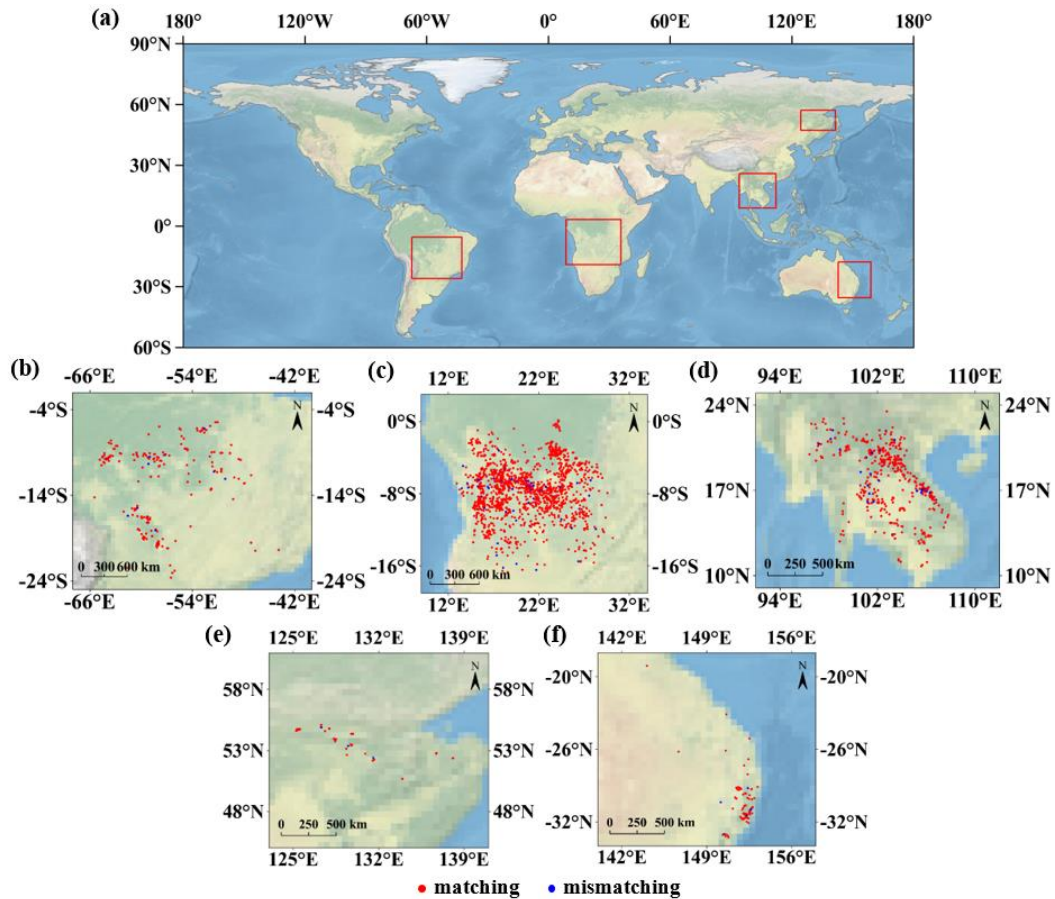 (a)
180° 120°W 60°W 0° 60°E 120°E 180°
90°N
60°N
30°N
0°
30°S
60°S
(b) (c) (d)
-66°E -54°E -42°E
-4°S -4°S
-14°S -14°S
-24°S -24°S
N
0 300 600 km
-66°E -54°E -42°E
12°E 22°E 32°E
0°S 0°S
-8°S -8°S
-16°S -16°S
N
0 300 600 km
12°E 22°E 32°E
94°E 102°E 110°E
24°N 24°N
17°N 17°N
10°N 10°N
N
0 250 500 km
94°E 102°E 110°E
(e) (f)
125°E 132°E 139°E
58°N 58°N
53°N 53°N
48°N 48°N
N
0 250 500 km
125°E 132°E 139°E
142°E 149°E 156°E
-20°N -20°N
-26°N -26°N
-32°N -32°N
N
0 250 500 km
142°E 149°E 156°E
matching mismatching